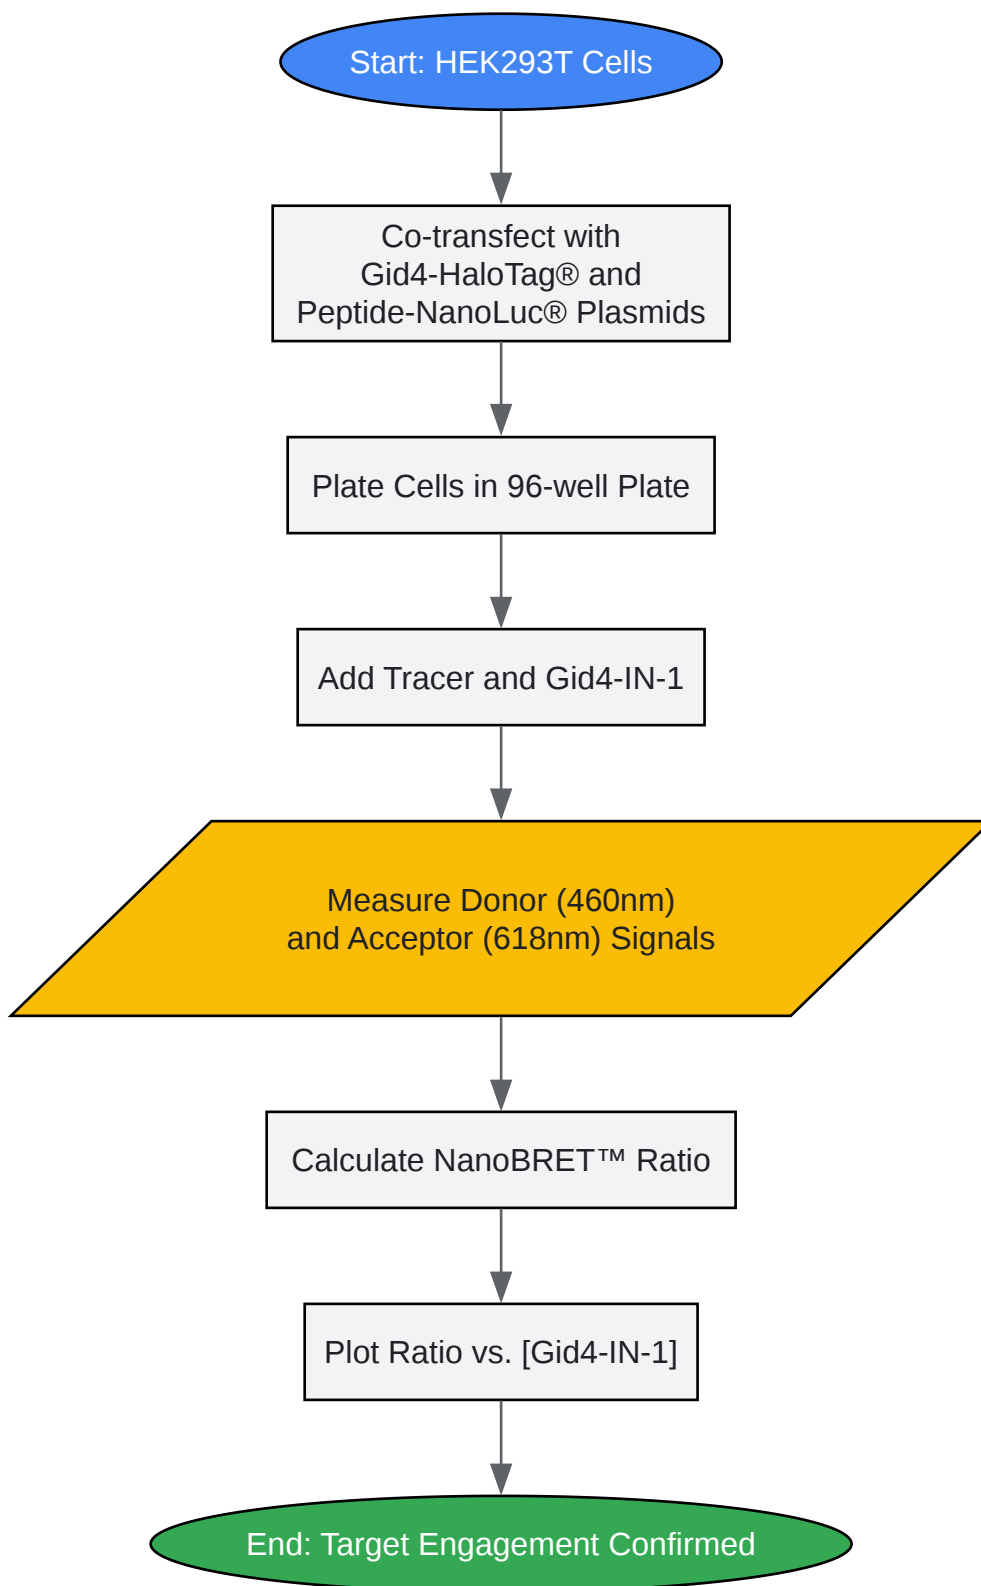 Start: HEK293T Cells
Co-transfect with
Gid4-HaloTag® and
Peptide-NanoLuc® Plasmids
Plate Cells in 96-well Plate
Add Tracer and Gid4-IN-1
Measure Donor (460nm)
and Acceptor (618nm) Signals
Calculate NanoBRET™ Ratio
Plot Ratio vs. [Gid4-IN-1]
End: Target Engagement Confirmed